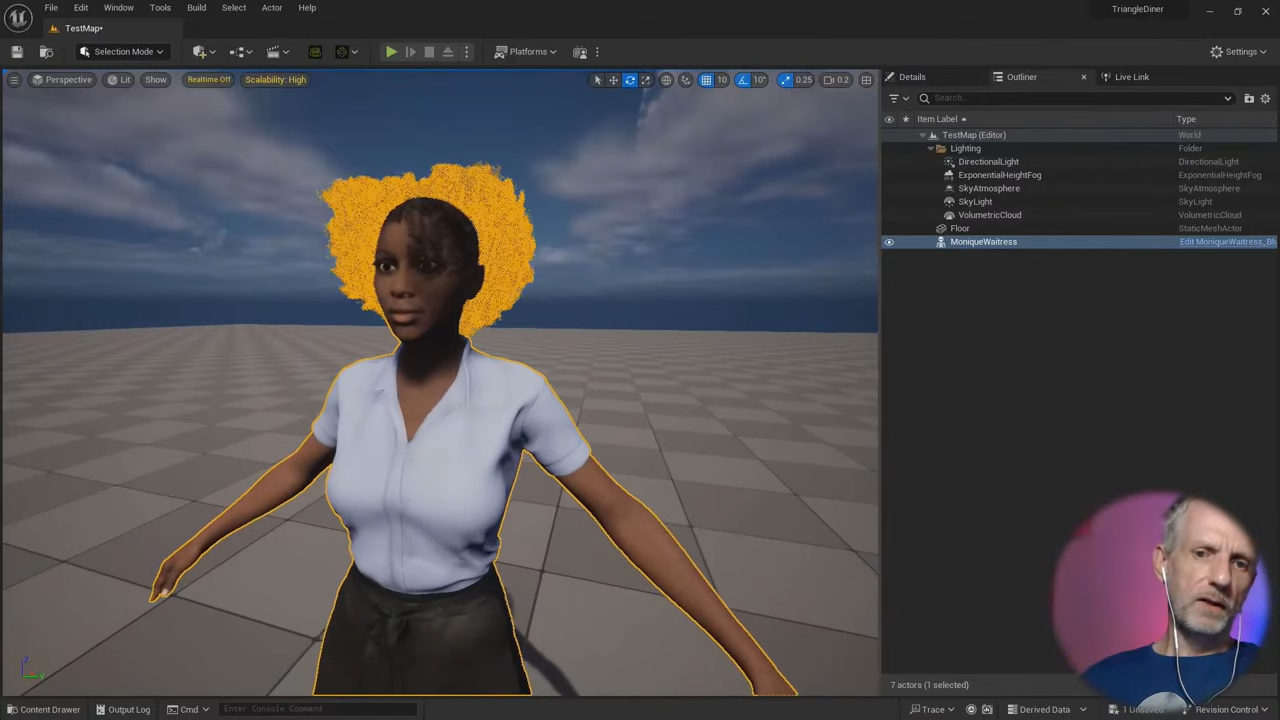 File Edit Window Tools Build Select Actor Help
TriangleDiner
TestMap*
Selection Mode
Platforms
Settings
Perspective Lit Show Realtime Off Scalability: High
10 10° 0.25 0.2
Details Outliner Live Link
Search...
Item Label Type
TestMap (Editor) World
Lighting Folder
DirectionalLight DirectionalLight
ExponentialHeightFog ExponentialHeightFog
SkyAtmosphere SkyAtmosphere
SkyLight SkyLight
VolumetricCloud VolumetricCloud
Floor StaticMeshActor
MoniqueWaitress Edit MoniqueWaitress_Bl
7 actors (1 selected)
Content Drawer Output Log Cmd Enter Console Command
Trace Derived Data 1 Unsaved Revision Control